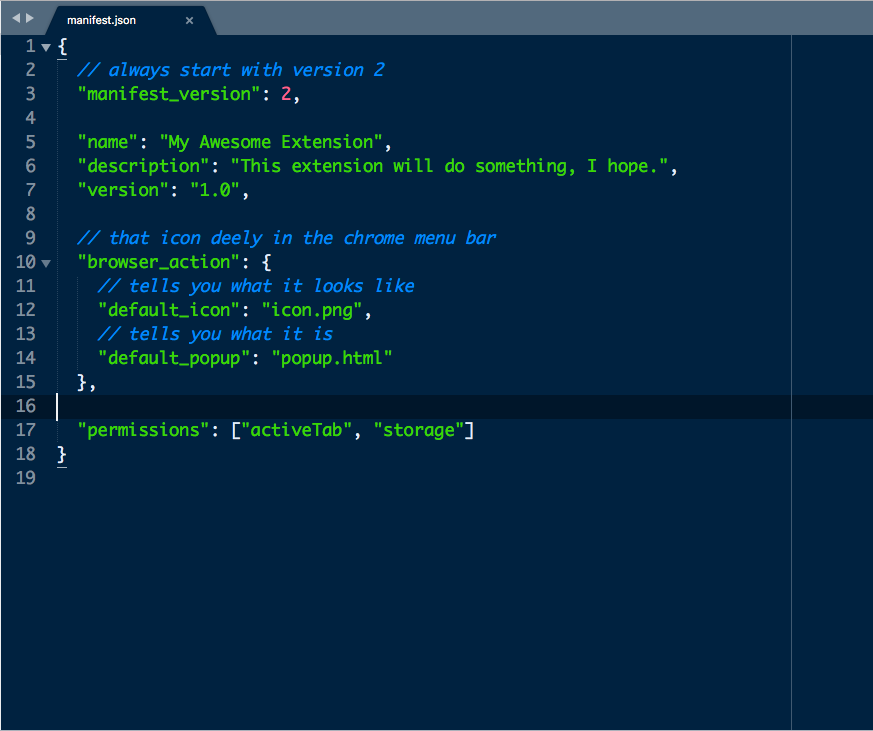 manifest.json ×
1 {
2 // always start with version 2
3 "manifest_version": 2,
4
5 "name": "My Awesome Extension",
6 "description": "This extension will do something, I hope.",
7 "version": "1.0",
8
9 // that icon deely in the chrome menu bar
10 "browser_action": {
11 // tells you what it looks like
12 "default_icon": "icon.png",
13 // tells you what it is
14 "default_popup": "popup.html"
15 },
16
17 "permissions": ["activeTab", "storage"]
18 }
19